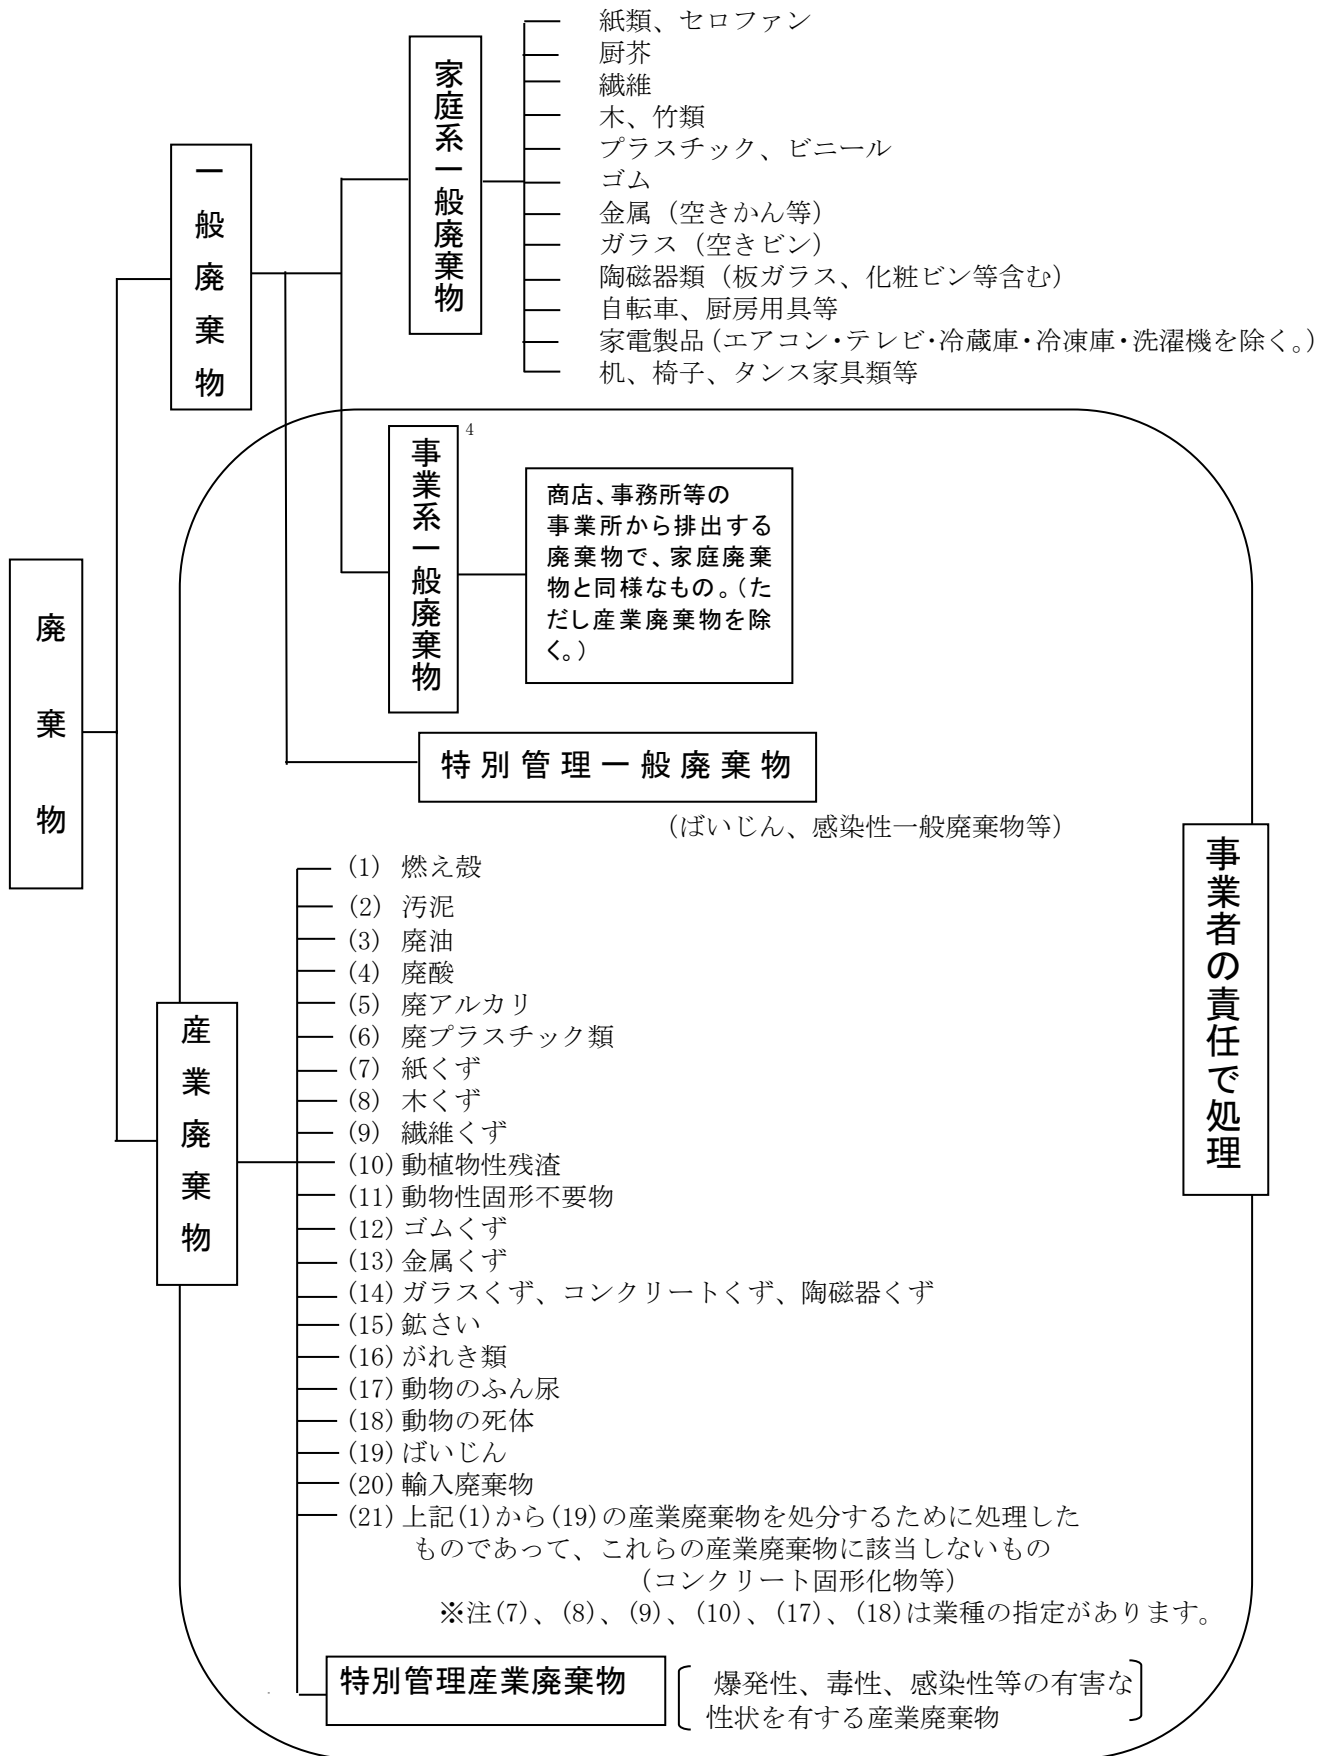 紙類、セロファン
厨芥
繊維
木、竹類
プラスチック、ビニール
ゴム
金属（空きかん等）
ガラス（空きビン）
陶磁器類（板ガラス、化粧ビン等含む）
自転車、厨房用具等
家電製品（エアコン・テレビ・冷蔵庫・冷凍庫・洗濯機を除く。）
机、椅子、タンス家具類等
家庭系一般廃棄物
一般廃棄物
事業系一般廃棄物
4
商店、事務所等の
事業所から排出する
廃棄物で、家庭廃棄
物と同様なもの。（た
だし産業廃棄物を除
く。）
廃棄物
特別管理一般廃棄物
（ばいじん、感染性一般廃棄物等）
事業者の責任で処理
(1) 燃え殻
(2) 汚泥
(3) 廃油
(4) 廃酸
(5) 廃アルカリ
(6) 廃プラスチック類
(7) 紙くず
(8) 木くず
(9) 繊維くず
(10) 動植物性残渣
(11) 動物性固形不要物
(12) ゴムくず
(13) 金属くず
(14) ガラスくず、コンクリートくず、陶磁器くず
(15) 鉱さい
(16) がれき類
(17) 動物のふん尿
(18) 動物の死体
(19) ばいじん
(20) 輸入廃棄物
(21) 上記(1)から(19)の産業廃棄物を処分するために処理した
ものであって、これらの産業廃棄物に該当しないもの
（コンクリート固形化物等）
※注(7)、(8)、(9)、(10)、(17)、(18)は業種の指定があります。
産業廃棄物
特別管理産業廃棄物
爆発性、毒性、感染性等の有害な
性状を有する産業廃棄物